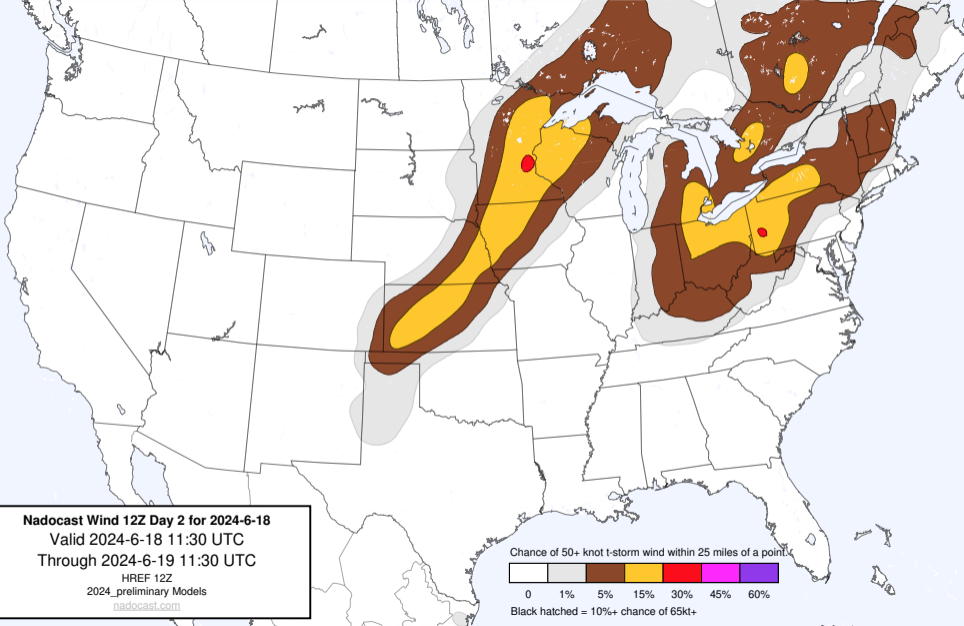 Nadocast Wind 12Z Day 2 for 2024-6-18
Valid 2024-6-18 11:30 UTC
Through 2024-6-19 11:30 UTC
HREF 12Z
2024_preliminary Models
nadocast.com
Chance of 50+ knot t-storm wind within 25 miles of a point.
0 1% 5% 15% 30% 45% 60%
Black hatched = 10%+ chance of 65kt+